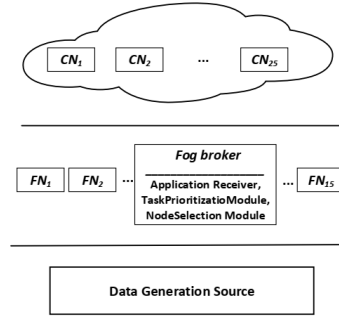 CN1 CN2 ... CN25
Fog broker
FN1 FN2 ... ... FN15
Application Receiver,
TaskPrioritizatioModule,
NodeSelection Module
Data Generation Source